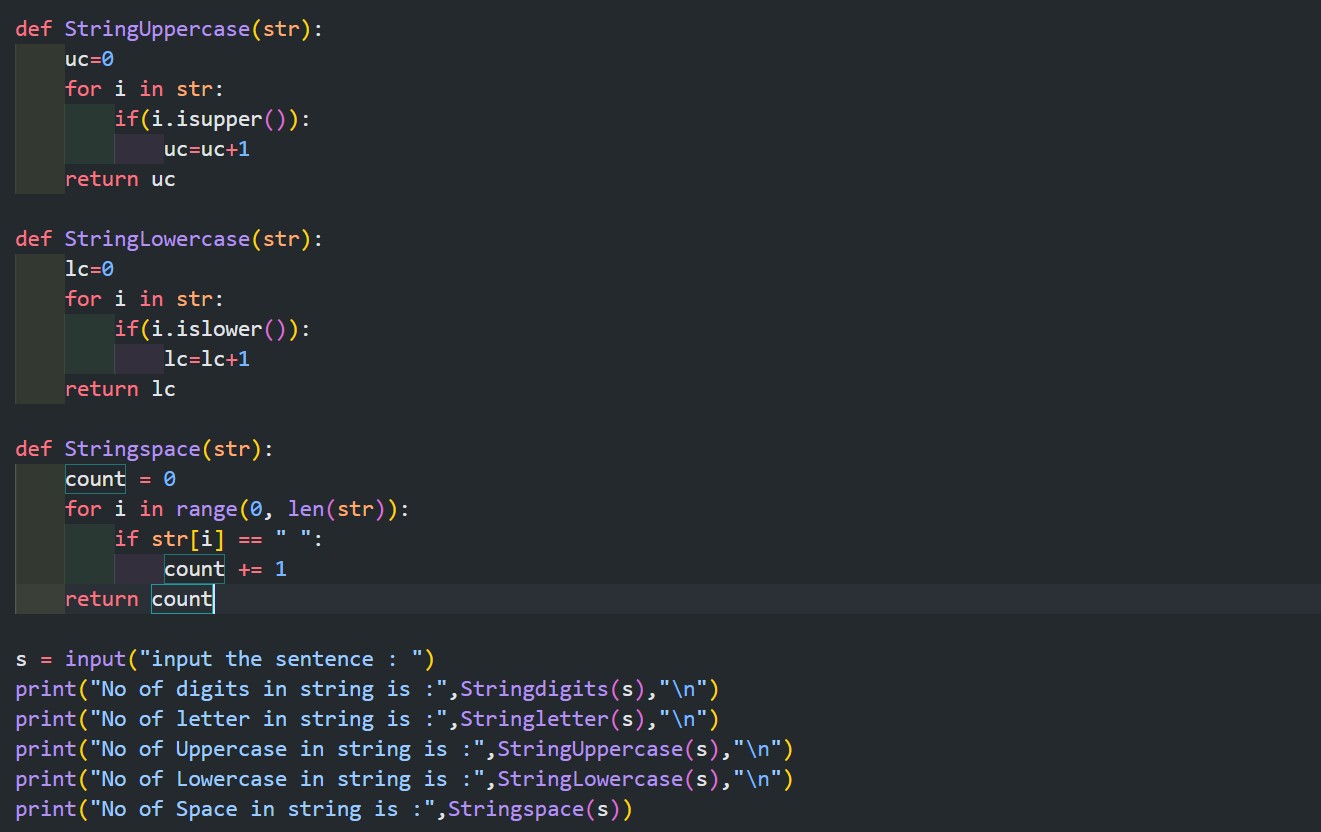 def StringUppercase(str):
    uc=0
    for i in str:
        if(i.isupper()):
            uc=uc+1
    return uc

def StringLowercase(str):
    lc=0
    for i in str:
        if(i.islower()):
            lc=lc+1
    return lc

def Stringspace(str):
    count = 0
    for i in range(0, len(str)):
        if str[i] == " ":
            count += 1
    return count

s = input("input the sentence : ")
print("No of digits in string is :",Stringdigits(s),"\n")
print("No of letter in string is :",Stringletter(s),"\n")
print("No of Uppercase in string is :",StringUppercase(s),"\n")
print("No of Lowercase in string is :",StringLowercase(s),"\n")
print("No of Space in string is :",Stringspace(s))